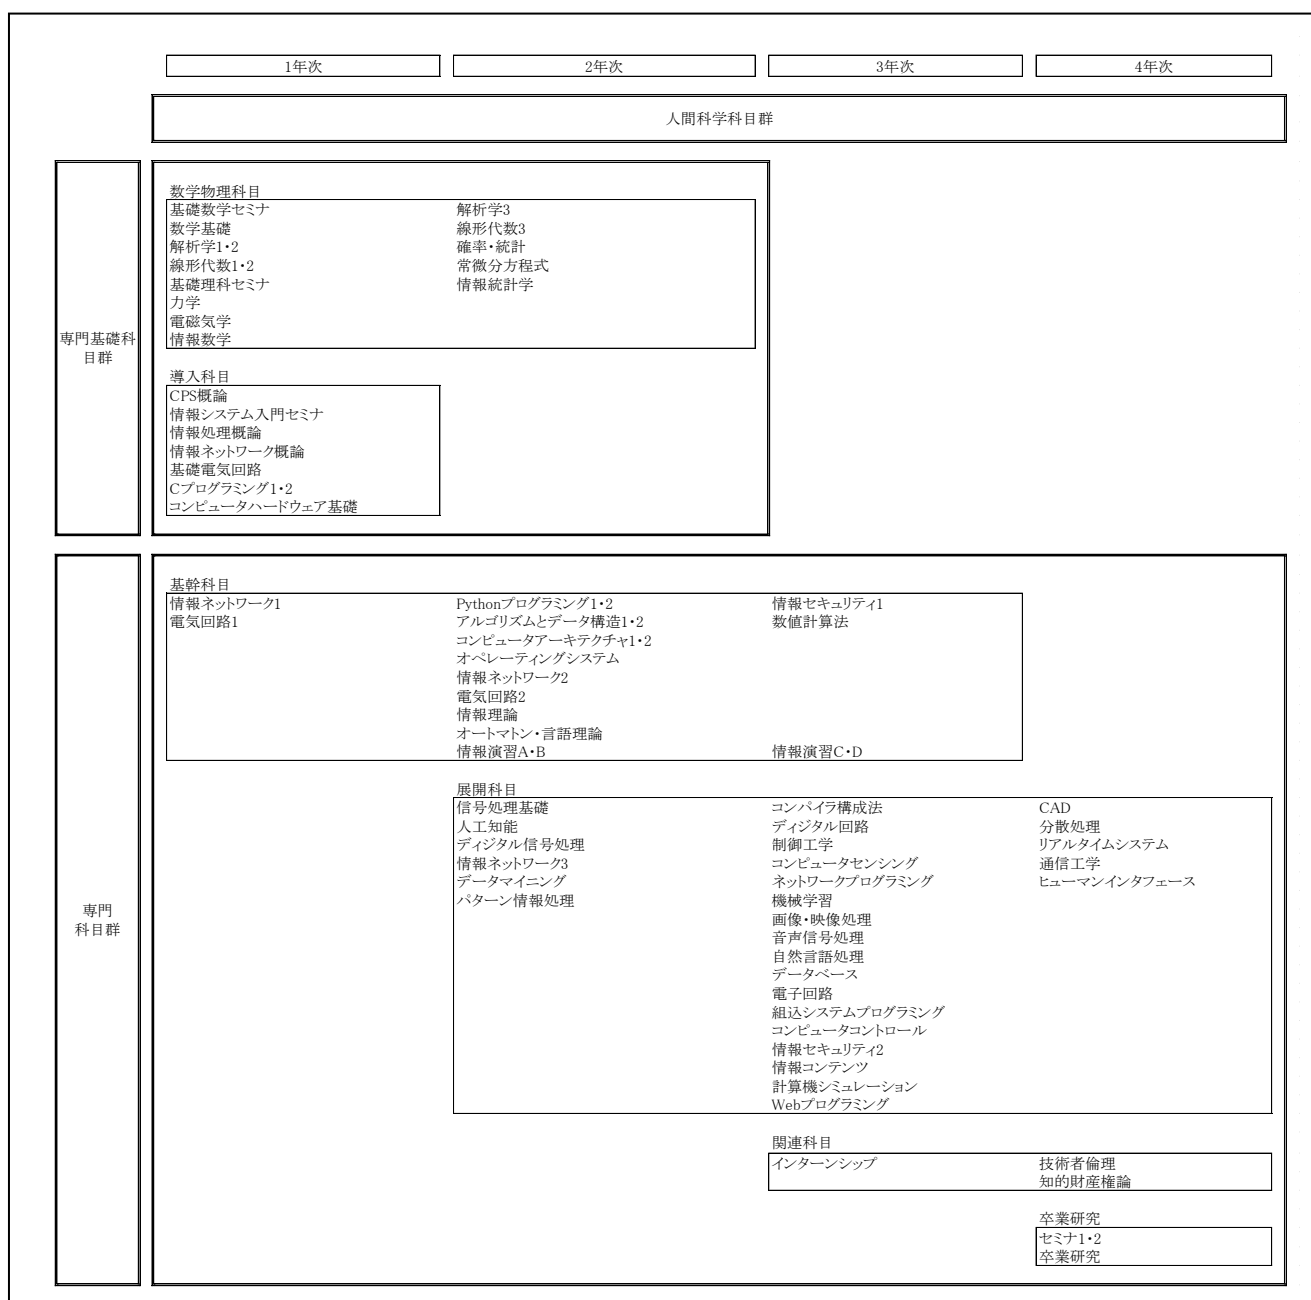 1年次 2年次 3年次 4年次
人間科学科目群
専門基礎科
目群
数学物理科目
基礎数学セミナ 解析学3
数学基礎 線形代数3
解析学1・2 確率・統計
線形代数1・2 常微分方程式
基礎理科セミナ 情報統計学
力学
電磁気学
情報数学
導入科目
CPS概論
情報システム入門セミナ
情報処理概論
情報ネットワーク概論
基礎電気回路
Cプログラミング1・2
コンピュータハードウェア基礎
専門
科目群
基幹科目
情報ネットワーク1 Pythonプログラミング1・2 情報セキュリティ1
電気回路1 アルゴリズムとデータ構造1・2 数値計算法
コンピュータアーキテクチャ1・2
オペレーティングシステム
情報ネットワーク2
電気回路2
情報理論
オートマトン・言語理論
情報演習A・B 情報演習C・D
展開科目
信号処理基礎 コンパイラ構成法 CAD
人工知能 ディジタル回路 分散処理
ディジタル信号処理 制御工学 リアルタイムシステム
情報ネットワーク3 コンピュータセンシング 通信工学
データマイニング ネットワークプログラミング ヒューマンインタフェース
パターン情報処理 機械学習
画像・映像処理
音声信号処理
自然言語処理
データベース
電子回路
組込システムプログラミング
コンピュータコントロール
情報セキュリティ2
情報コンテンツ
計算機シミュレーション
Webプログラミング
関連科目
インターンシップ 技術者倫理
知的財産権論
卒業研究
セミナ1・2
卒業研究